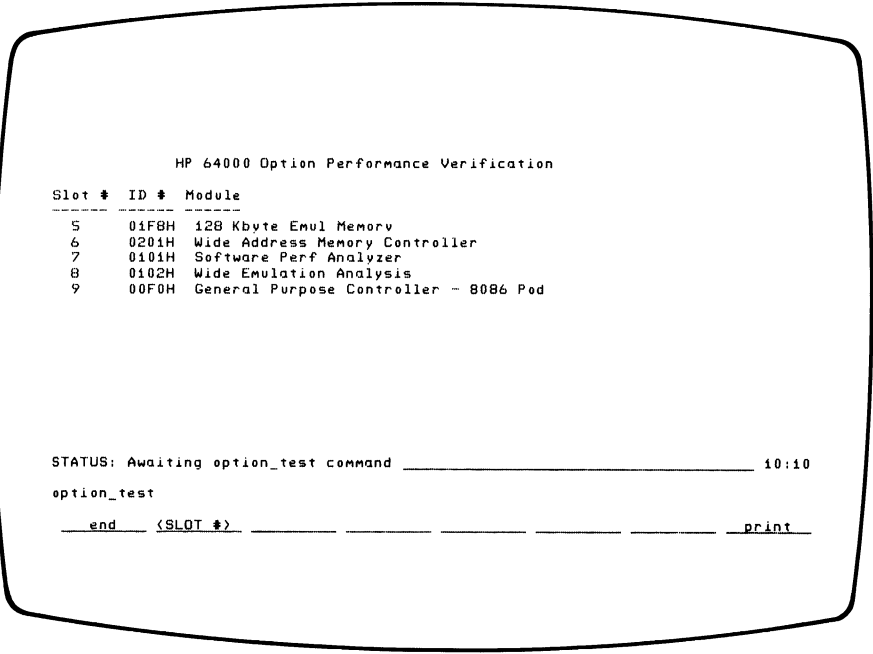 HP 64000 Option Performance Verification
Slot # ID # Module
5 01F8H 128 Kbyte Emul Memory
6 0201H Wide Address Memory Controller
7 0101H Software Perf Analyzer
8 0102H Wide Emulation Analysis
9 00F0H General Purpose Controller - 8086 Pod
STATUS: Awaiting option_test command 10:10
option_test
end (SLOT #) print